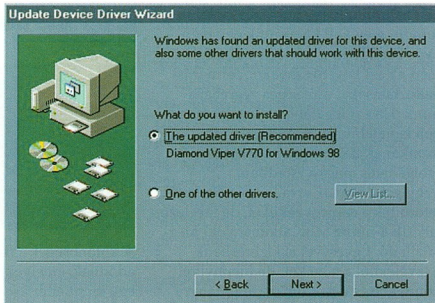 Update Device Driver Wizard
Windows has found an updated driver for this device, and
also some other drivers that should work with this device.
What do you want to install?
The updated driver (Recommended)
Diamond Viper V770 for Windows 98
One of the other drivers.
View List...
< Back
Next >
Cancel